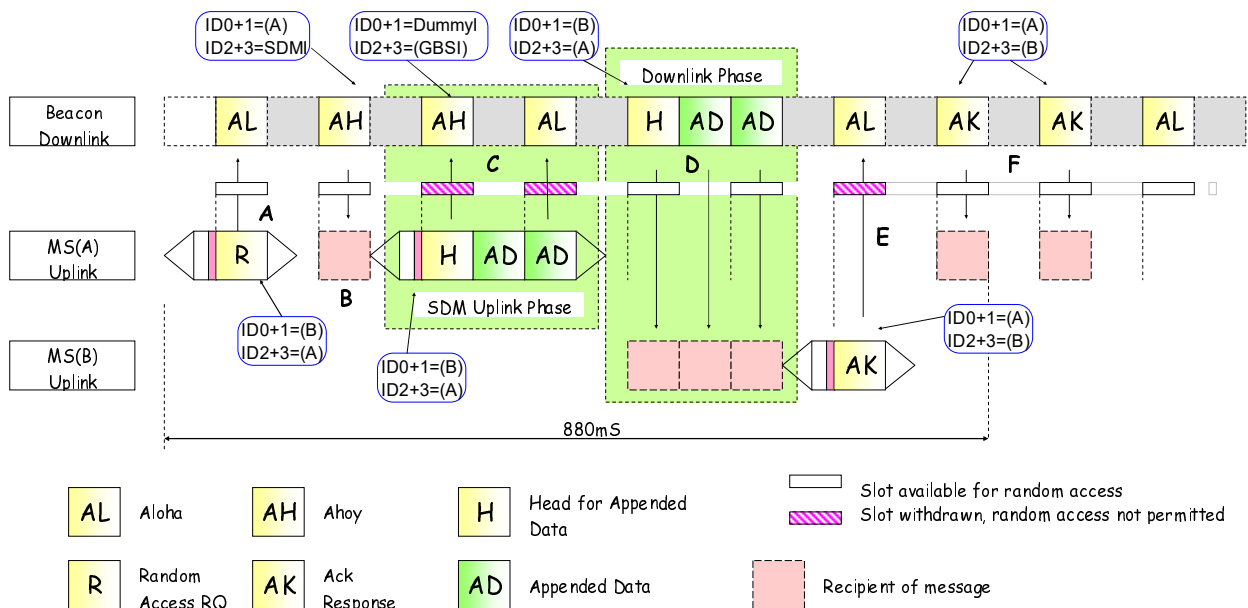 ID0+1=(A)
ID2+3=SDMI
ID0+1=DummyI
ID2+3=(GBSI)
ID0+1=(B)
ID2+3=(A)
ID0+1=(A)
ID2+3=(B)
Downlink Phase
Beacon
Downlink
AL
AH
AH
AL
H
AD
AD
AL
AK
AK
AL
C
D
F
A
E
MS(A)
Uplink
R
H
AD
AD
B
SDM Uplink Phase
ID0+1=(B)
ID2+3=(A)
ID0+1=(B)
ID2+3=(A)
ID0+1=(A)
ID2+3=(B)
MS(B)
Uplink
AK
880mS
AL
Aloha
AH
Ahoy
H
Head for Appended
Data
Slot available for random access
Slot withdrawn, random access not permitted
R
Random
Access RQ
AK
Ack
Response
AD
Appended Data
Recipient of message